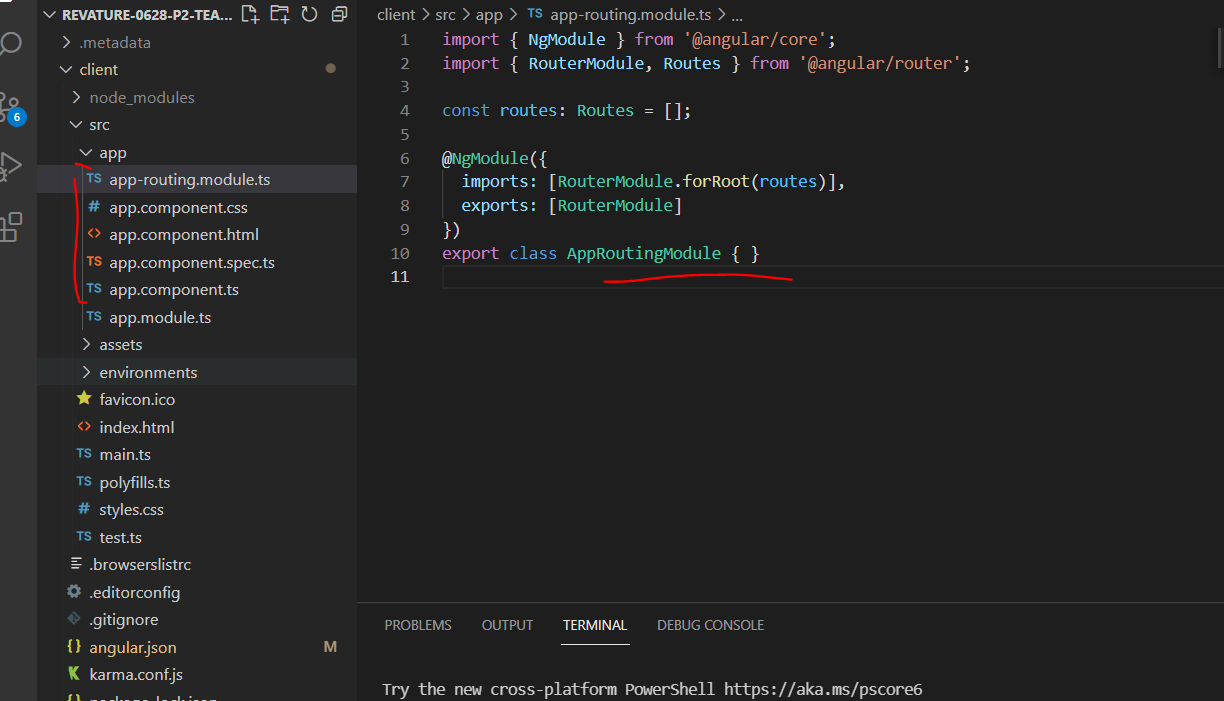 REVATURE-0628-P2-TEA...
.metadata
client
node_modules
src
app
TS app-routing.module.ts
# app.component.css
<> app.component.html
TS app.component.spec.ts
TS app.component.ts
TS app.module.ts
assets
environments
favicon.ico
<> index.html
TS main.ts
TS polyfills.ts
# styles.css
TS test.ts
.browserslistrc
.editorconfig
.gitignore
{} angular.json M
K karma.conf.js
6
client > src > app > TS app-routing.module.ts > ...
1 import { NgModule } from '@angular/core';
2 import { RouterModule, Routes } from '@angular/router';
3
4 const routes: Routes = [];
5
6 @NgModule({
7 imports: [RouterModule.forRoot(routes)],
8 exports: [RouterModule]
9 })
10 export class AppRoutingModule { }
11
PROBLEMS OUTPUT TERMINAL DEBUG CONSOLE
Try the new cross-platform PowerShell https://aka.ms/pscore6